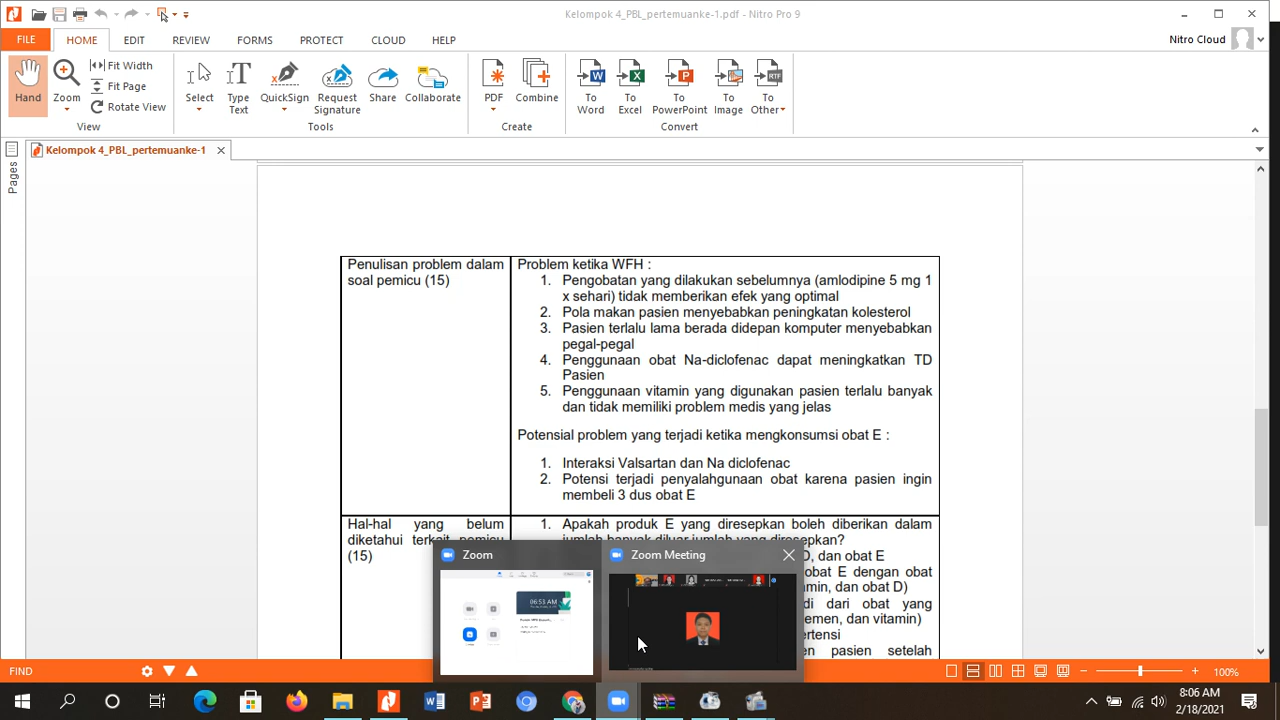 Kelompok 4_PBL_pertemuanke-1.pdf - Nitro Pro 9
FILE HOME EDIT REVIEW FORMS PROTECT CLOUD HELP
Nitro Cloud
Hand
Zoom
Fit Width
Fit Page
Rotate View
View
Select
Type Text
QuickSign
Request Signature
Share
Collaborate
Tools
PDF
Combine
Create
To Word
To Excel
To PowerPoint
To Image
To Other
Convert
Kelompok 4_PBL_pertemuanke-1
Pages
Penulisan problem dalam
soal pemicu (15)
Problem ketika WFH :
1. Pengobatan yang dilakukan sebelumnya (amlodipine 5 mg 1
x sehari) tidak memberikan efek yang optimal
2. Pola makan pasien menyebabkan peningkatan kolesterol
3. Pasien terlalu lama berada didepan komputer menyebabkan
pegal-pegal
4. Penggunaan obat Na-diclofenac dapat meningkatkan TD
Pasien
5. Penggunaan vitamin yang digunakan pasien terlalu banyak
dan tidak memiliki problem medis yang jelas
Potensial problem yang terjadi ketika mengkonsumsi obat E :
1. Interaksi Valsartan dan Na diclofenac
2. Potensi terjadi penyalahgunaan obat karena pasien ingin
membeli 3 dus obat E
Hal-hal yang belum
diketahui terkait pemicu
(15)
1. Apakah produk E yang diresepkan boleh diberikan dalam
jumlah banyak diluar jumlah yang diresepkan?
D, dan obat E
obat E dengan obat
min, dan obat D)
di dari obat yang
emen, dan vitamin)
ertensi
en pasien setelah
Zoom
Zoom Meeting
06:53 AM
FIND
100%
8:06 AM
2/18/2021